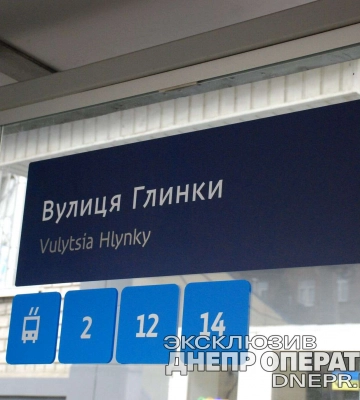 Вулиця Глинки
Vulytsia Hlynky
2 12 14
ЭКСКЛЮЗИВ
ДНЕПР ОПЕРАТ
DNEPR.